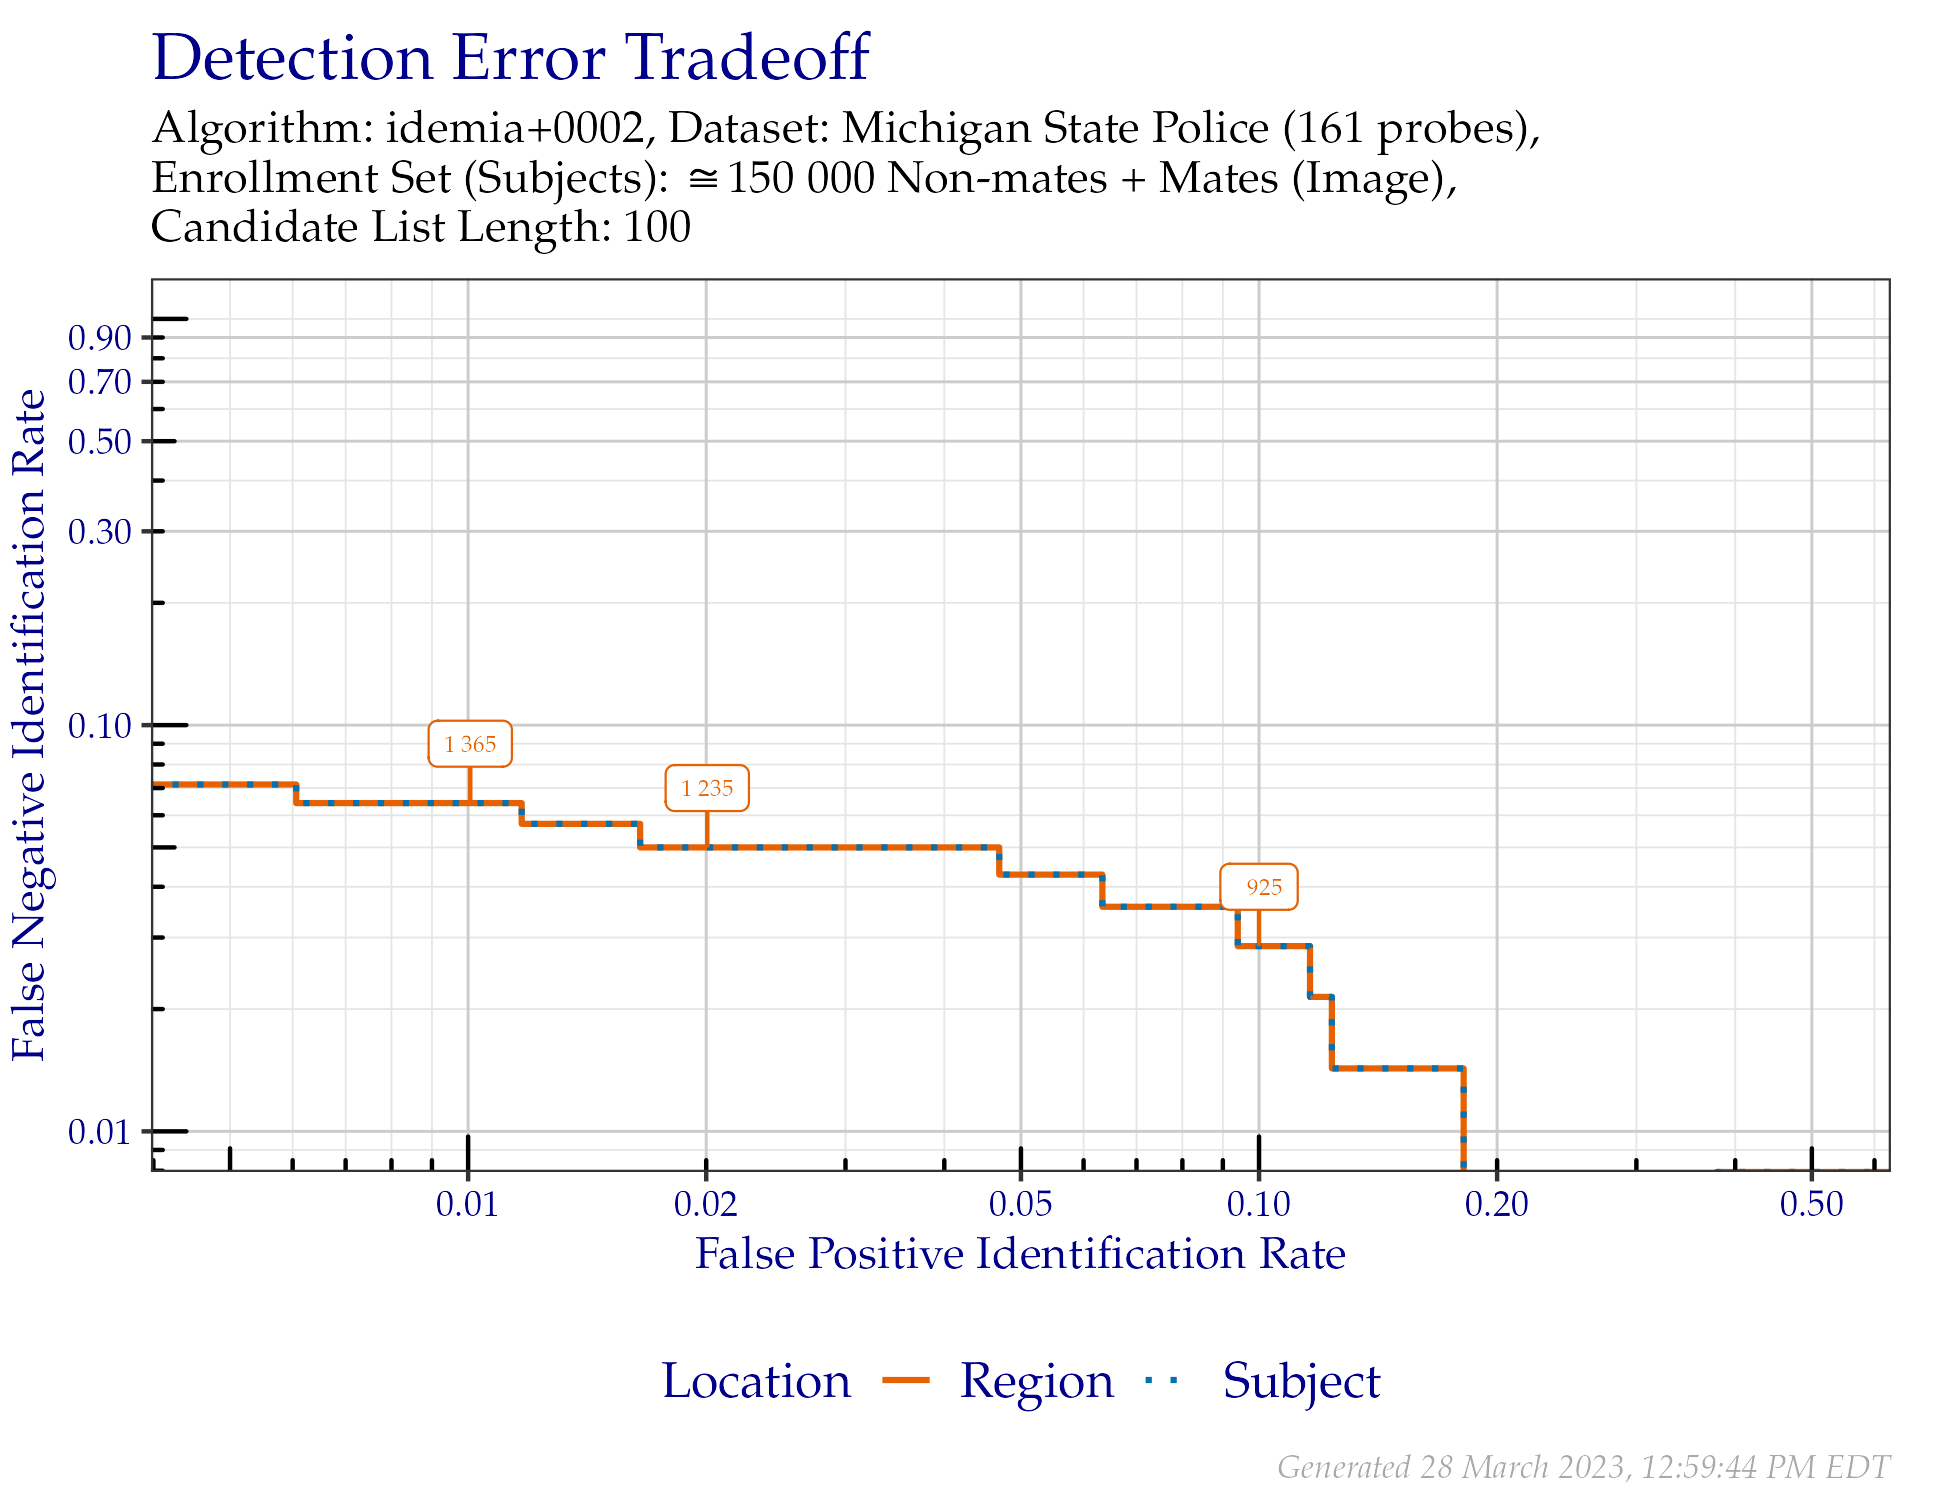 Detection Error Tradeoff
Algorithm: idemia+0002, Dataset: Michigan State Police (161 probes),
Enrollment Set (Subjects): ≅ 150 000 Non-mates + Mates (Image),
Candidate List Length: 100
False Negative Identification Rate
0.90
0.70
0.50
0.30
0.10
0.01
1 365
1 235
925
0.01 0.02 0.05 0.10 0.20 0.50
False Positive Identification Rate
Location Region Subject
Generated 28 March 2023, 12:59:44 PM EDT